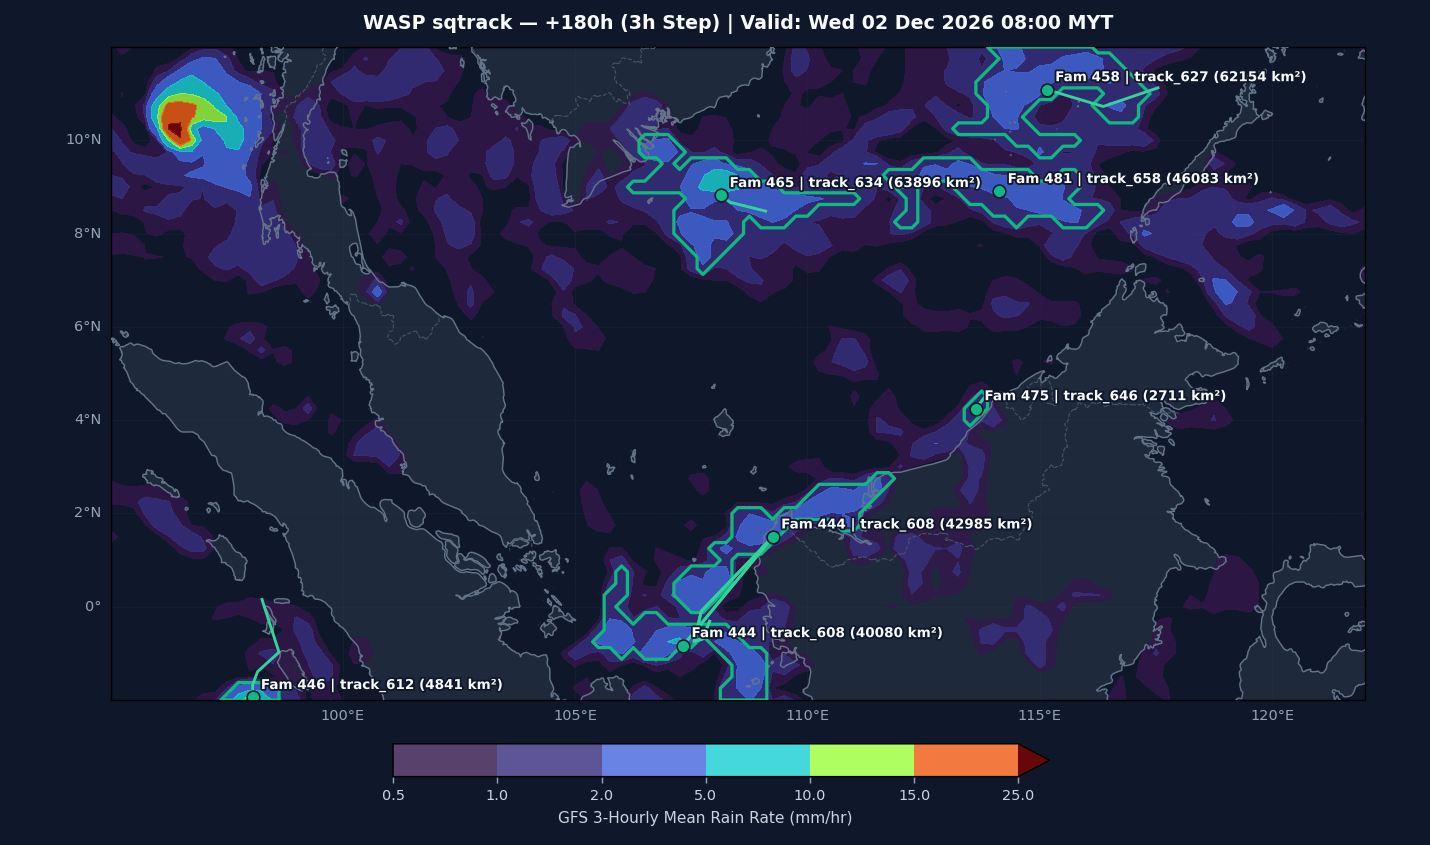 WASP sqtrack — +180h (3h Step) | Valid: Wed 02 Dec 2026 08:00 MYT
Fam 458 | track_627 (62154 km²)
10°N
Fam 465 | track_634 (63896 km²)
Fam 481 | track_658 (46083 km²)
8°N
6°N
Fam 475 | track_646 (2711 km²)
4°N
2°N
Fam 444 | track_608 (42985 km²)
0°
Fam 444 | track_608 (40080 km²)
Fam 446 | track_612 (4841 km²)
100°E 105°E 110°E 115°E 120°E
0.5 1.0 2.0 5.0 10.0 15.0 25.0
GFS 3-Hourly Mean Rain Rate (mm/hr)